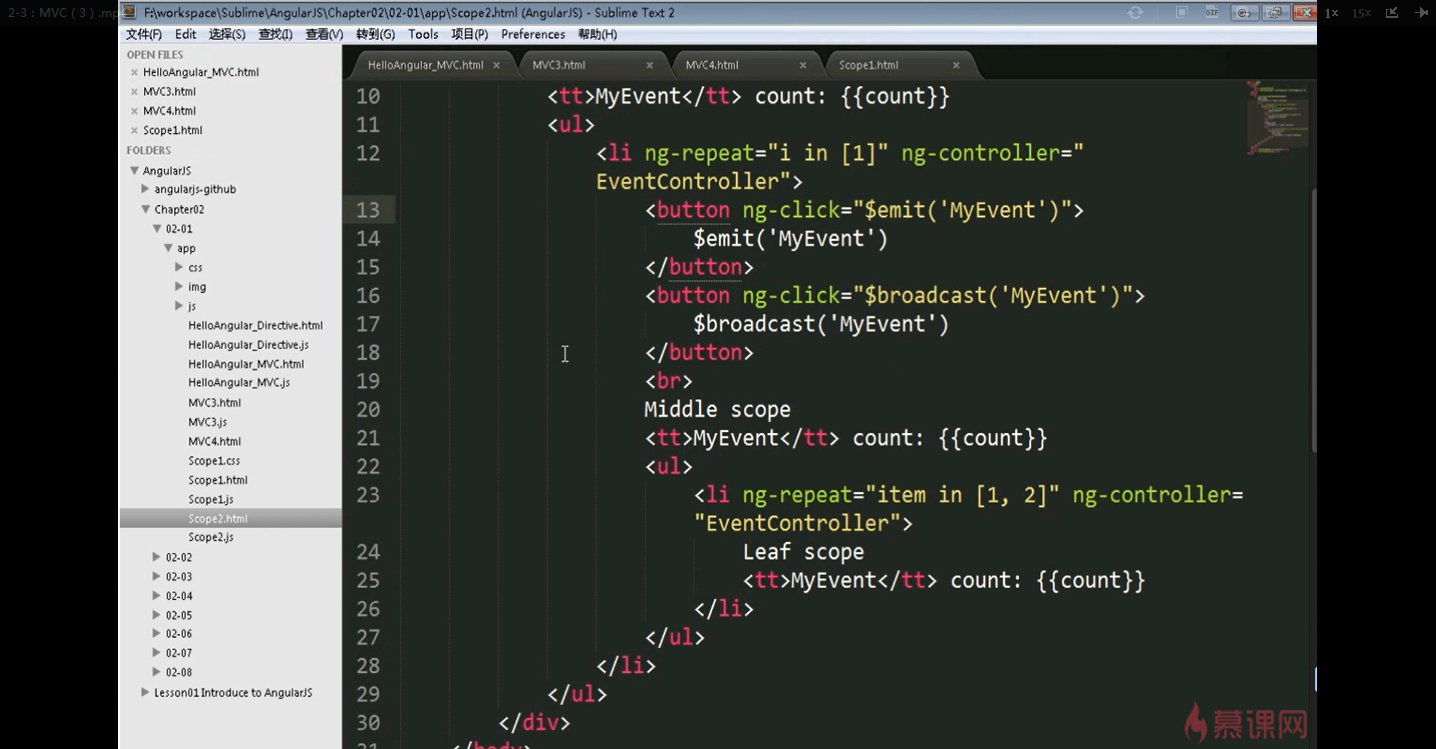 2-3 : MVC ( 3 ) .mp
F:\workspace\Sublime\AngularJS\Chapter02\02-01\app\Scope2.html (AngularJS) - Sublime Text 2
GIF
1x 1.5x
文件(F) Edit 选择(S) 查找(I) 查看(V) 转到(G) Tools 项目(P) Preferences 帮助(H)
OPEN FILES
× HelloAngular_MVC.html
× MVC3.html
× MVC4.html
× Scope1.html
FOLDERS
AngularJS
angularjs-github
Chapter02
02-01
app
css
img
js
HelloAngular_Directive.html
HelloAngular_Directive.js
HelloAngular_MVC.html
HelloAngular_MVC.js
MVC3.html
MVC3.js
MVC4.html
Scope1.css
Scope1.html
Scope1.js
Scope2.html
Scope2.js
02-02
02-03
02-04
02-05
02-06
02-07
02-08
Lesson01 Introduce to AngularJS
HelloAngular_MVC.html × MVC3.html × MVC4.html × Scope1.html ×
10 <tt>MyEvent</tt> count: {{count}}
11 <ul>
12 <li ng-repeat="i in [1]" ng-controller="
EventController">
13 <button ng-click="$emit('MyEvent')">
14 $emit('MyEvent')
15 </button>
16 <button ng-click="$broadcast('MyEvent')">
17 $broadcast('MyEvent')
18 </button>
19 <br>
20 Middle scope
21 <tt>MyEvent</tt> count: {{count}}
22 <ul>
23 <li ng-repeat="item in [1, 2]" ng-controller=
"EventController">
24 Leaf scope
25 <tt>MyEvent</tt> count: {{count}}
26 </li>
27 </ul>
28 </li>
29 </ul>
30 </div>
31 </body>
慕课网